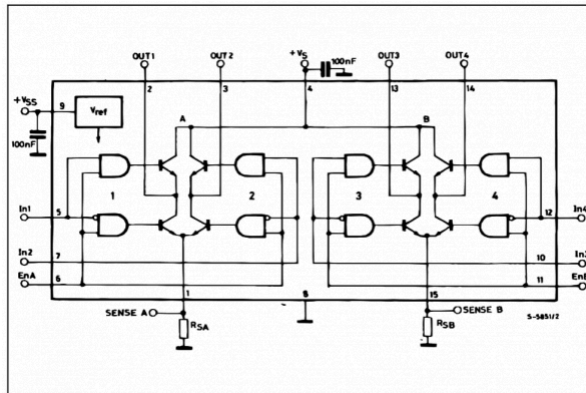 OUT1 OUT2 +Vs OUT3 OUT4
100nF
2 3 4 13 14
+VSS 9 Vref A B
100nF
1 2 3 4
In1 5 12 In4
In2 7 10
EnA 6 11
1 15
SENSE A SENSE B
RSA RSB S-5851/2